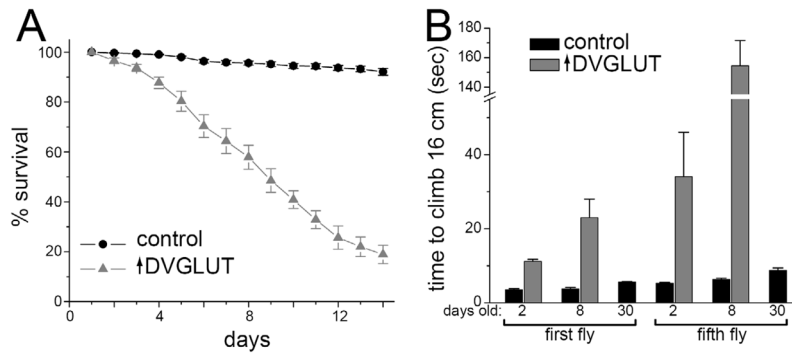 A
100
80
60
40
20
0
% survival
control
↑DVGLUT
0
4
8
12
days
B
180
160
140
40
20
0
time to climb 16 cm (sec)
control
↑DVGLUT
days old: 2 8 30 2 8 30
first fly fifth fly